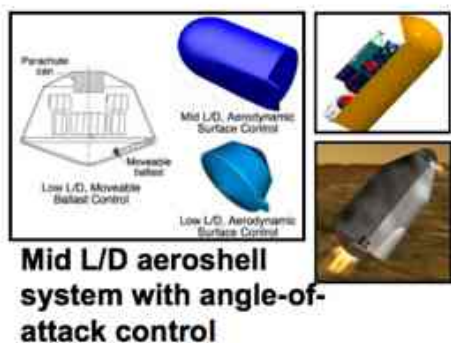 Parachute
can
Mid L/D, Aerodynamic
Surface Control
Moveable
ballast
Low L/D, Moveable
Ballast Control
Low L/D, Aerodynamic
Surface Control
Mid L/D aeroshell
system with angle-of-
attack control